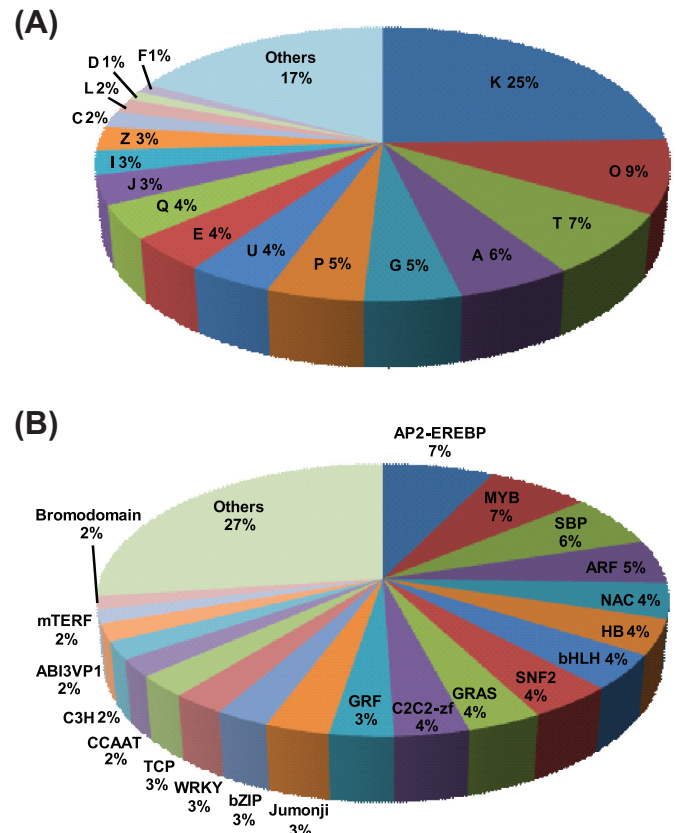 (A)
Others
17%
K 25%
O 9%
T 7%
A 6%
G 5%
P 5%
U 4%
E 4%
Q 4%
J 3%
I 3%
Z 3%
C 2%
L 2%
D 1%
F1%
(B)
AP2-EREBP
7%
MYB
7%
SBP
6%
ARF 5%
NAC 4%
HB 4%
bHLH 4%
SNF2
4%
GRAS
4%
C2C2-zf
4%
GRF
3%
Jumonji
3%
bZIP
3%
WRKY
3%
TCP
3%
CCAAT
2%
C3H 2%
ABI3VP1
2%
mTERF
2%
Bromodomain
2%
Others
27%